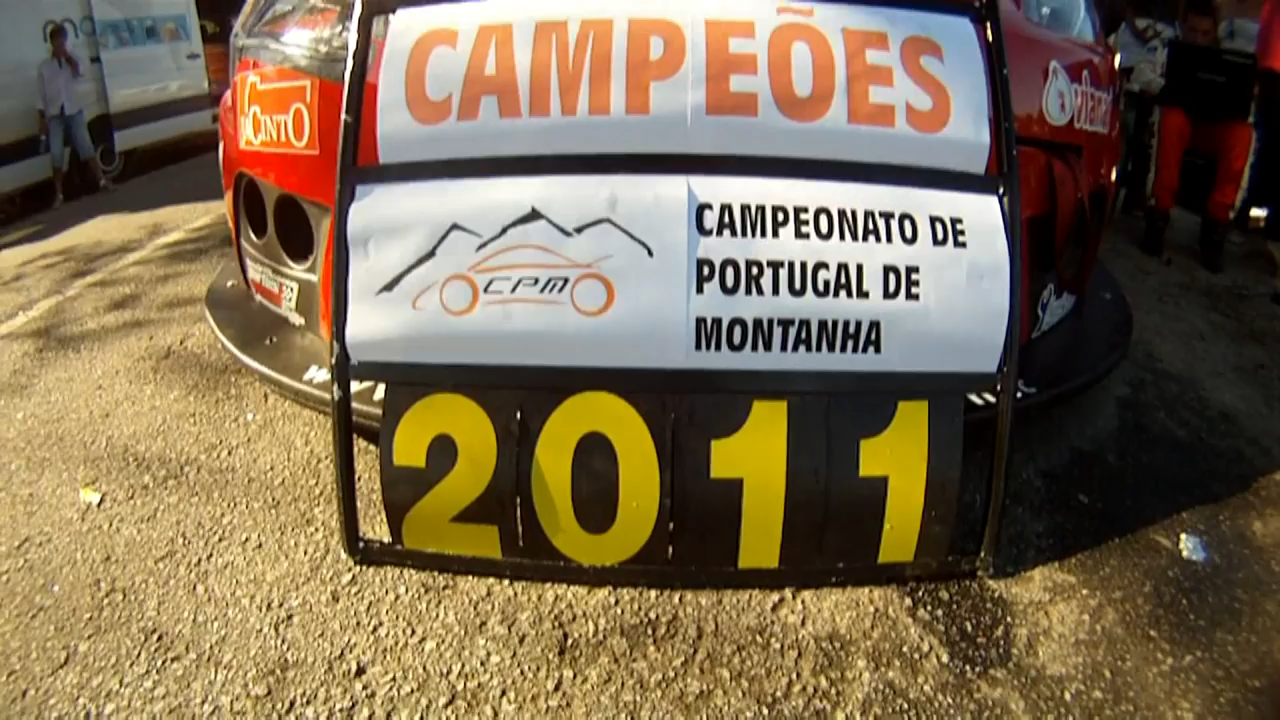 CAMPEÕES
JACINTO
CPM
CAMPEONATO DE
PORTUGAL DE
MONTANHA
2011